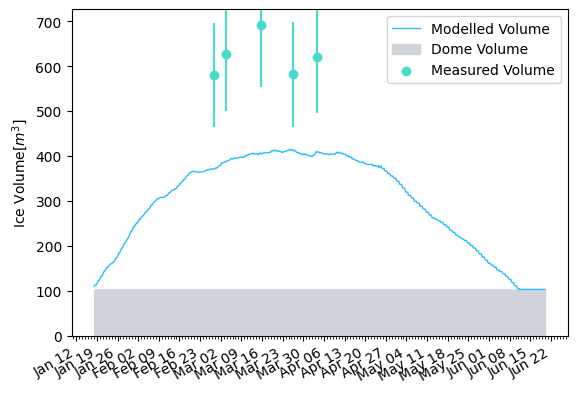 700
600
500
400
300
200
100
0
Ice Volume[m³]
Modelled Volume
Dome Volume
Measured Volume
Jan 12
Jan 19
Jan 26
Feb 02
Feb 09
Feb 16
Feb 23
Mar 02
Mar 09
Mar 16
Mar 23
Mar 30
Apr 06
Apr 13
Apr 20
Apr 27
May 04
May 11
May 18
May 25
Jun 01
Jun 08
Jun 15
Jun 22